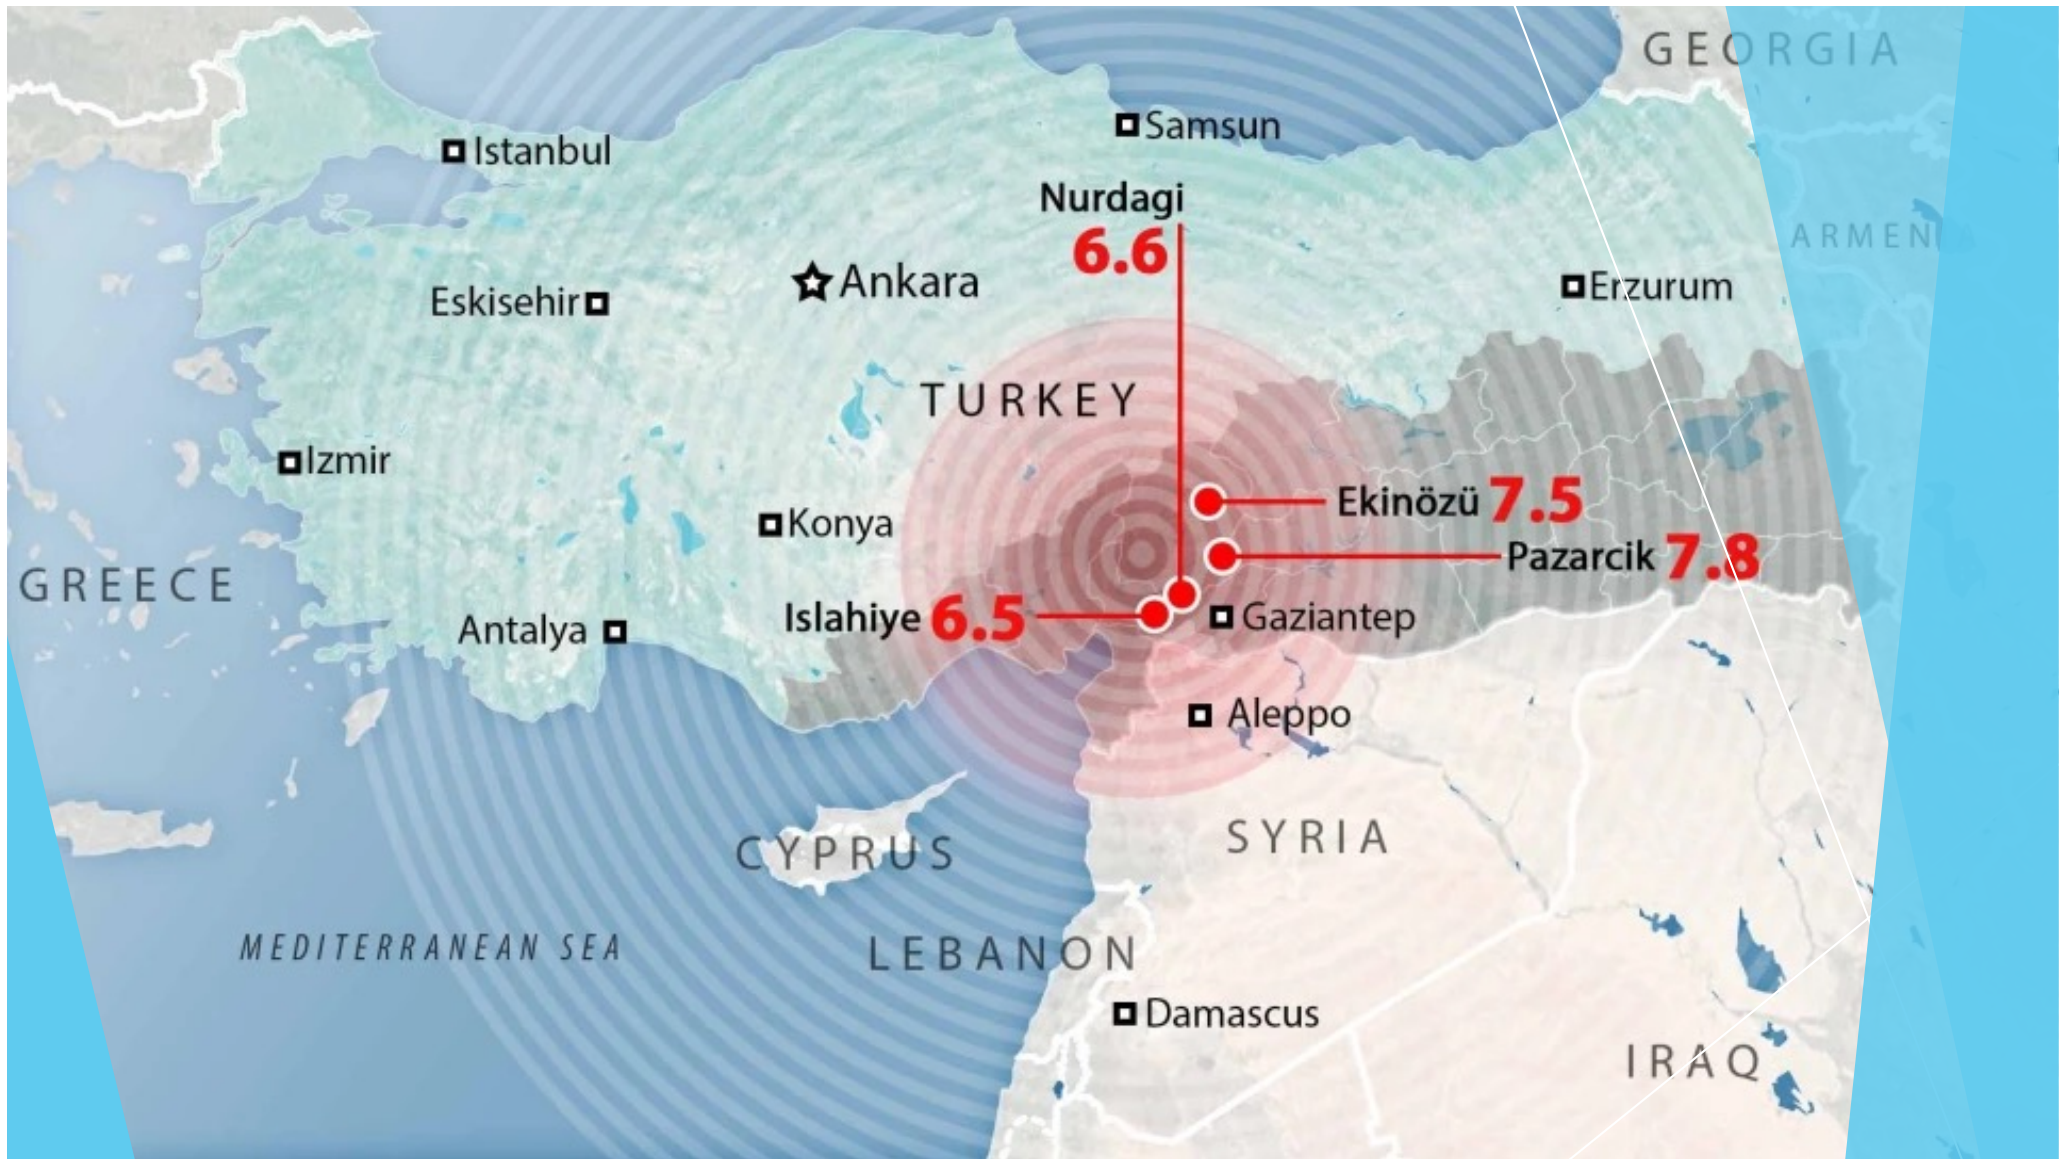 GEORGIA
Samsun
Istanbul
Nurdagi
6.6
ARMEN
Ankara
Erzurum
Eskisehir
TURKEY
Izmir
Ekinözü 7.5
Konya
Pazarcik 7.8
GREECE
Islahiye 6.5
Gaziantep
Antalya
Aleppo
SYRIA
CYPRUS
MEDITERRANEAN SEA
LEBANON
Damascus
IRAQ